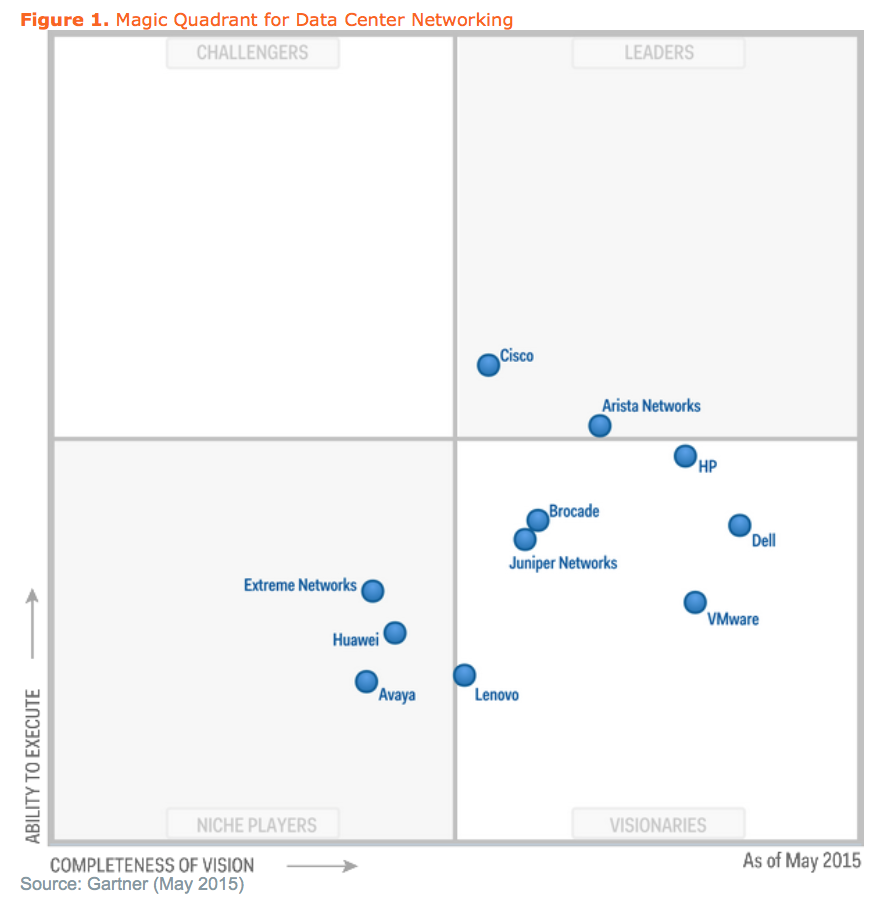 Figure 1. Magic Quadrant for Data Center Networking
CHALLENGERS
LEADERS
Cisco
Arista Networks
HP
Brocade
Dell
Juniper Networks
Extreme Networks
VMware
Huawei
Avaya
Lenovo
ABILITY TO EXECUTE
NICHE PLAYERS
VISIONARIES
COMPLETENESS OF VISION
As of May 2015
Source: Gartner (May 2015)